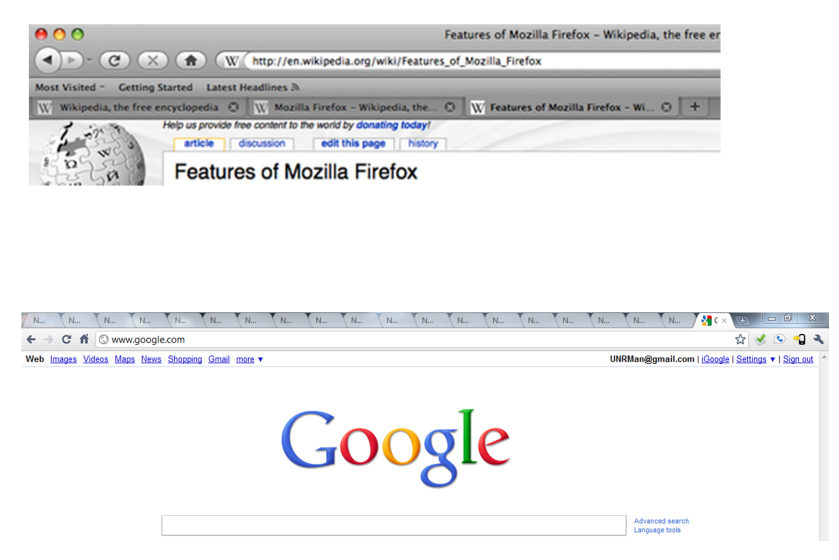 Features of Mozilla Firefox – Wikipedia, the free en
W http://en.wikipedia.org/wiki/Features_of_Mozilla_Firefox
Most Visited Getting Started Latest Headlines
W Wikipedia, the free encyclopedia W Mozilla Firefox – Wikipedia, the... W Features of Mozilla Firefox – Wi... +
Help us provide free content to the world by donating today!
article discussion edit this page history
Features of Mozilla Firefox
N... N... N... N... N... N... N... N... N... N... N... N... N... N... N... N... N... N... N...
www.google.com
Web Images Videos Maps News Shopping Gmail more ▼ UNRMan@gmail.com | iGoogle | Settings ▼ | Sign out
Google
Advanced search
Language tools